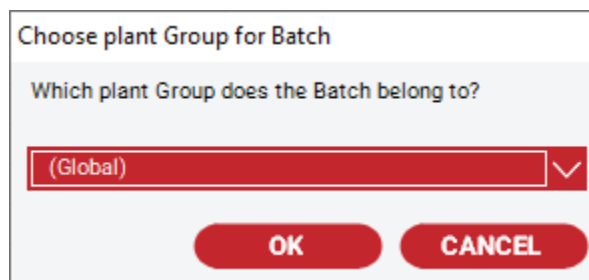 Choose plant Group for Batch
Which plant Group does the Batch belong to?
(Global)
OK CANCEL